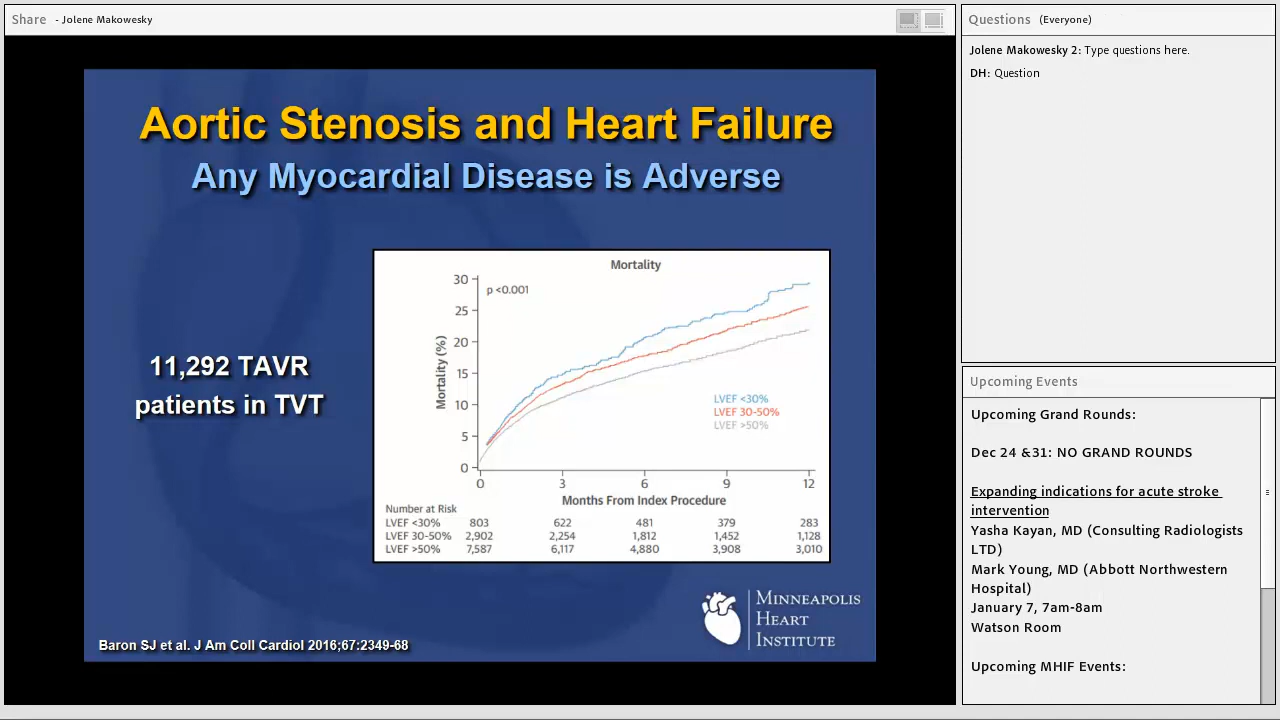 Share - Jolene Makowesky
Aortic Stenosis and Heart Failure
Any Myocardial Disease is Adverse
11,292 TAVR
patients in TVT
Mortality
p <0.001
Mortality (%)
30
25
20
15
10
5
0
LVEF <30%
LVEF 30-50%
LVEF >50%
0 3 6 9 12
Months From Index Procedure
Number at Risk
LVEF <30% 803 622 481 379 283
LVEF 30-50% 2,902 2,254 1,812 1,452 1,128
LVEF >50% 7,587 6,117 4,880 3,908 3,010
Baron SJ et al. J Am Coll Cardiol 2016;67:2349-68
MINNEAPOLIS
HEART
INSTITUTE
Questions (Everyone)
Jolene Makowesky 2: Type questions here.
DH: Question
Upcoming Events
Upcoming Grand Rounds:
Dec 24 &31: NO GRAND ROUNDS
Expanding indications for acute stroke
intervention
Yasha Kayan, MD (Consulting Radiologists
LTD)
Mark Young, MD (Abbott Northwestern
Hospital)
January 7, 7am-8am
Watson Room
Upcoming MHIF Events: